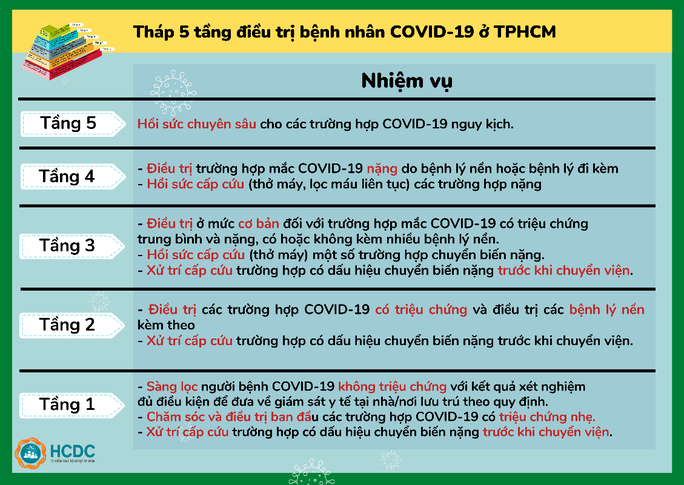 Tháp 5 tầng điều trị bệnh nhân COVID-19 ở TPHCM
Nhiệm vụ
Tầng 5
Hồi sức chuyên sâu cho các trường hợp COVID-19 nguy kịch.
Tầng 4
- Điều trị trường hợp mắc COVID-19 nặng do bệnh lý nền hoặc bệnh lý đi kèm
- Hồi sức cấp cứu (thở máy, lọc máu liên tục) các trường hợp nặng
Tầng 3
- Điều trị ở mức cơ bản đối với trường hợp mắc COVID-19 có triệu chứng
trung bình và nặng, có hoặc không kèm nhiều bệnh lý nền.
- Hồi sức cấp cứu (thở máy) một số trường hợp chuyển biến nặng.
- Xử trí cấp cứu trường hợp có dấu hiệu chuyển biến nặng trước khi chuyển viện.
Tầng 2
- Điều trị các trường hợp COVID-19 có triệu chứng và điều trị các bệnh lý nền
kèm theo
- Xử trí cấp cứu trường hợp có dấu hiệu chuyển biến nặng trước khi chuyển viện.
Tầng 1
- Sàng lọc người bệnh COVID-19 không triệu chứng với kết quả xét nghiệm
đủ điều kiện để đưa về giám sát y tế tại nhà/nơi lưu trú theo quy định.
- Chăm sóc và điều trị ban đầu các trường hợp COVID-19 có triệu chứng nhẹ.
- Xử trí cấp cứu trường hợp có dấu hiệu chuyển biến nặng trước khi chuyển viện.
HCDC